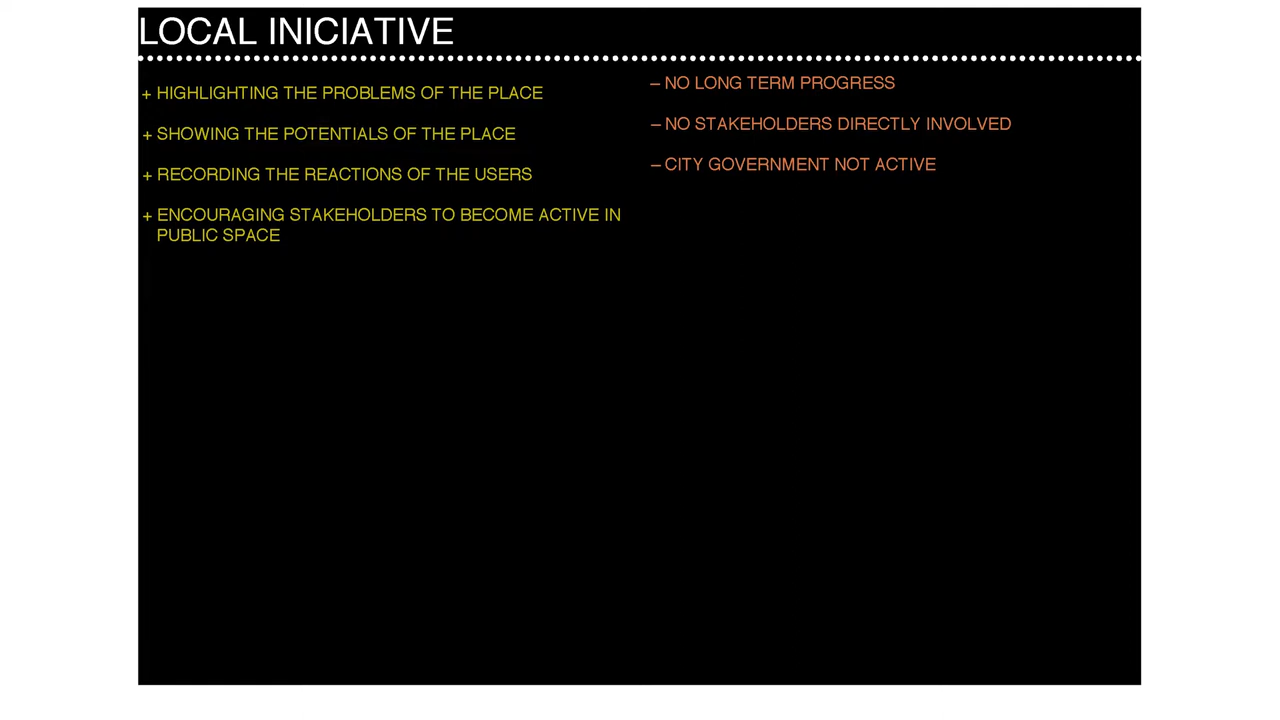 LOCAL INICIATIVE
+ HIGHLIGHTING THE PROBLEMS OF THE PLACE
+ SHOWING THE POTENTIALS OF THE PLACE
+ RECORDING THE REACTIONS OF THE USERS
+ ENCOURAGING STAKEHOLDERS TO BECOME ACTIVE IN
PUBLIC SPACE
– NO LONG TERM PROGRESS
– NO STAKEHOLDERS DIRECTLY INVOLVED
– CITY GOVERNMENT NOT ACTIVE